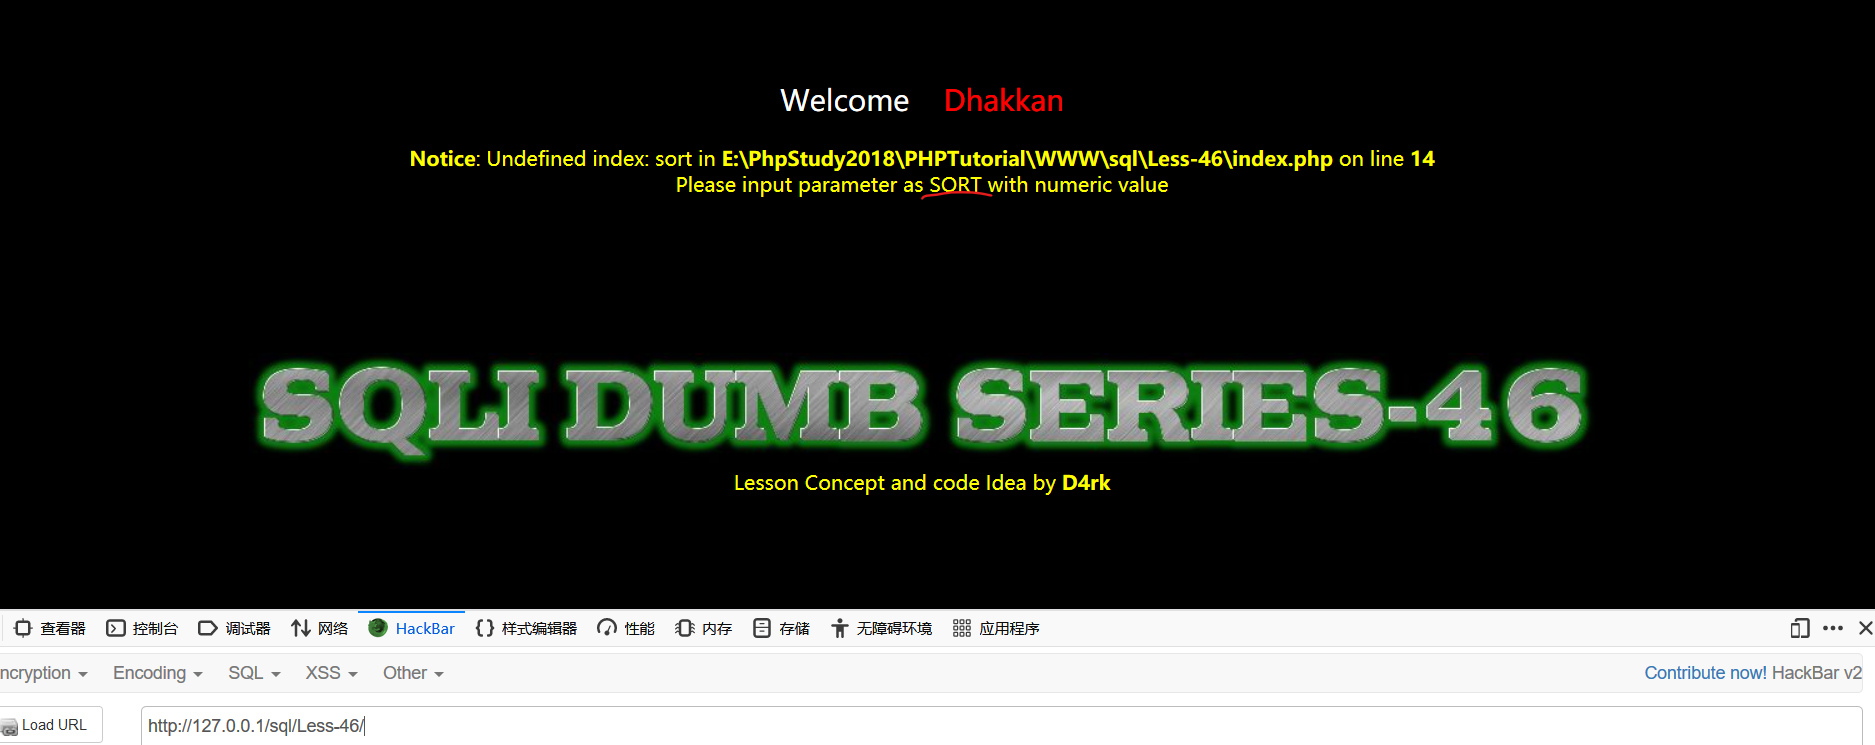 Welcome Dhakkan
Notice: Undefined index: sort in E:\PhpStudy2018\PHPTutorial\WWW\sql\Less-46\index.php on line 14
Please input parameter as SORT with numeric value
SQLI DUMB SERIES-46
Lesson Concept and code Idea by D4rk
查看器 控制台 调试器 网络 HackBar 样式编辑器 性能 内存 存储 无障碍环境 应用程序
ncryption Encoding SQL XSS Other Contribute now! HackBar v2
Load URL http://127.0.0.1/sql/Less-46/